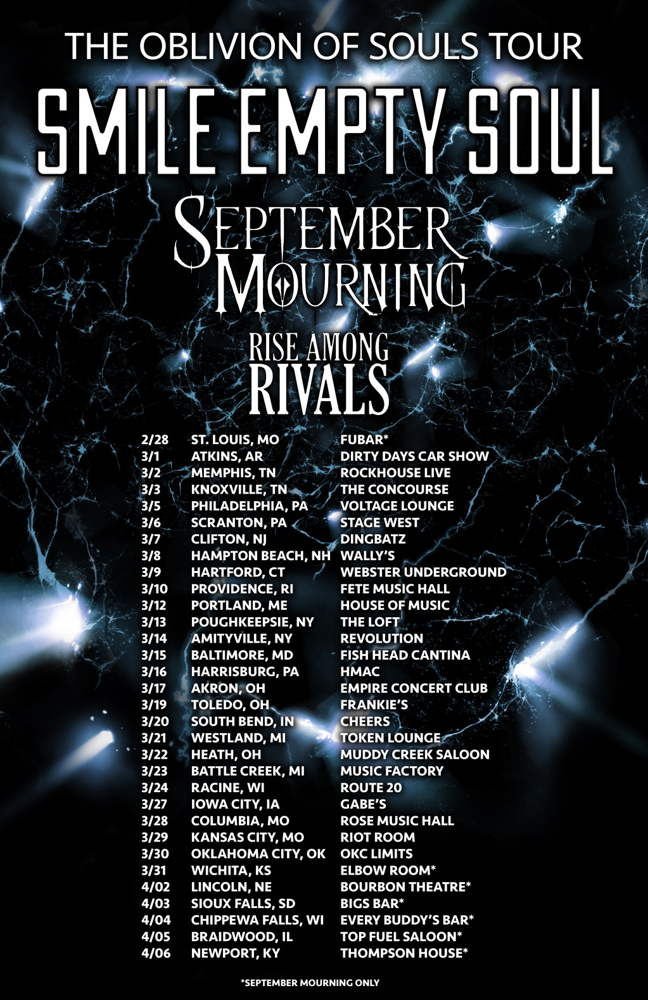 THE OBLIVION OF SOULS TOUR
SMILE EMPTY SOUL
SEPTEMBER
MOURNING
RISE AMONG
RIVALS
2/28 ST. LOUIS, MO FUBAR*
3/1 ATKINS, AR DIRTY DAYS CAR SHOW
3/2 MEMPHIS, TN ROCKHOUSE LIVE
3/3 KNOXVILLE, TN THE CONCOURSE
3/5 PHILADELPHIA, PA VOLTAGE LOUNGE
3/6 SCRANTON, PA STAGE WEST
3/7 CLIFTON, NJ DINGBATZ
3/8 HAMPTON BEACH, NH WALLY'S
3/9 HARTFORD, CT WEBSTER UNDERGROUND
3/10 PROVIDENCE, RI FETE MUSIC HALL
3/12 PORTLAND, ME HOUSE OF MUSIC
3/13 POUGHKEEPSIE, NY THE LOFT
3/14 AMITYVILLE, NY REVOLUTION
3/15 BALTIMORE, MD FISH HEAD CANTINA
3/16 HARRISBURG, PA HMAC
3/17 AKRON, OH EMPIRE CONCERT CLUB
3/19 TOLEDO, OH FRANKIE'S
3/20 SOUTH BEND, IN CHEERS
3/21 WESTLAND, MI TOKEN LOUNGE
3/22 HEATH, OH MUDDY CREEK SALOON
3/23 BATTLE CREEK, MI MUSIC FACTORY
3/24 RACINE, WI ROUTE 20
3/27 IOWA CITY, IA GABE'S
3/28 COLUMBIA, MO ROSE MUSIC HALL
3/29 KANSAS CITY, MO RIOT ROOM
3/30 OKLAHOMA CITY, OK OKC LIMITS
3/31 WICHITA, KS ELBOW ROOM*
4/02 LINCOLN, NE BOURBON THEATRE*
4/03 SIOUX FALLS, SD BIGS BAR*
4/04 CHIPPEWA FALLS, WI EVERY BUDDY'S BAR*
4/05 BRAIDWOOD, IL TOP FUEL SALOON*
4/06 NEWPORT, KY THOMPSON HOUSE*
*SEPTEMBER MOURNING ONLY